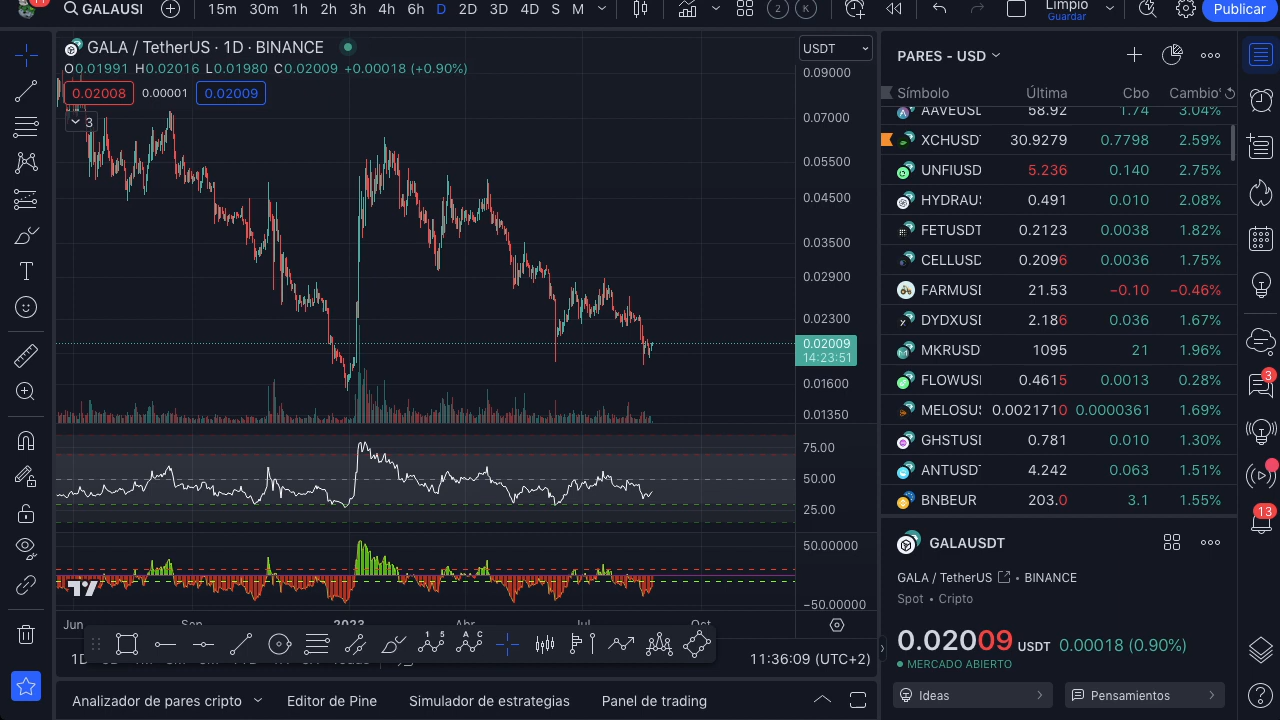 11
GALAUSI
15m 30m 1h 2h 3h 4h 6h D 2D 3D 4D S M
2 K
Limpio
Guardar
Publicar
GALA / TetherUS · 1D · BINANCE
O0.01991 H0.02016 L0.01980 C0.02009 +0.00018 (+0.90%)
0.02008 0.00001 0.02009
3
USDT
0.09000
0.07000
0.05500
0.04500
0.03500
0.02900
0.02300
0.02009
14:23:51
0.01600
0.01350
75.00
50.00
25.00
50.00000
−50.00000
Jun Sep 2023 Abr Jul Oct
1D
11:36:09 (UTC+2)
Analizador de pares cripto Editor de Pine Simulador de estrategias Panel de trading
PARES - USD
Símbolo Última Cbo Cambio%
AAVEUSI 58.92 1.74 3.04%
XCHUSDT 30.9279 0.7798 2.59%
UNFIUSD 5.236 0.140 2.75%
HYDRAUS 0.491 0.010 2.08%
FETUSDT 0.2123 0.0038 1.82%
CELLUSD 0.2096 0.0036 1.75%
FARMUSI 21.53 −0.10 −0.46%
DYDXUSI 2.186 0.036 1.67%
MKRUSD 1095 21 1.96%
FLOWUSI 0.4615 0.0013 0.28%
MELOSUS 0.0021710 0.0000361 1.69%
GHSTUSI 0.781 0.010 1.30%
ANTUSDT 4.242 0.063 1.51%
BNBEUR 203.0 3.1 1.55%
GALAUSDT
GALA / TetherUS • BINANCE
Spot • Cripto
0.02009 USDT 0.00018 (0.90%)
MERCADO ABIERTO
Ideas Pensamientos
3
13